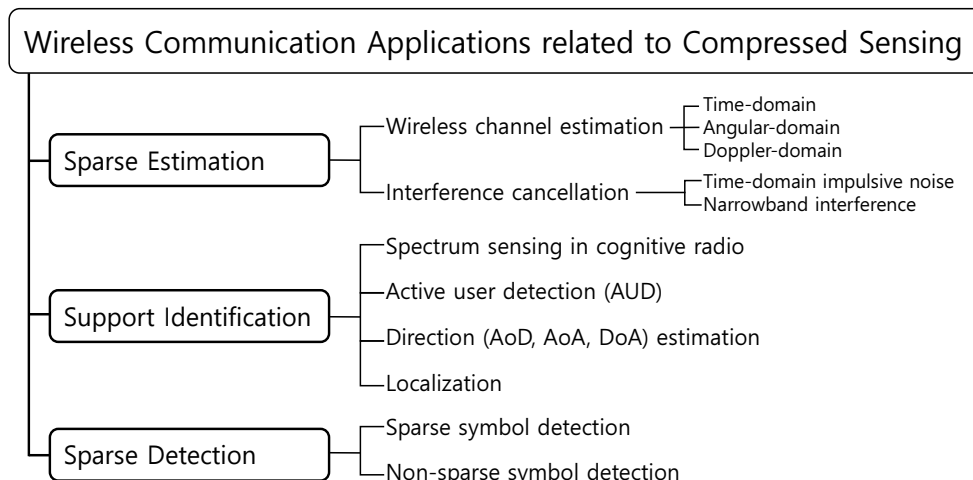 Wireless Communication Applications related to Compressed Sensing
Sparse Estimation
Wireless channel estimation
Time-domain
Angular-domain
Doppler-domain
Interference cancellation
Time-domain impulsive noise
Narrowband interference
Support Identification
Spectrum sensing in cognitive radio
Active user detection (AUD)
Direction (AoD, AoA, DoA) estimation
Localization
Sparse Detection
Sparse symbol detection
Non-sparse symbol detection